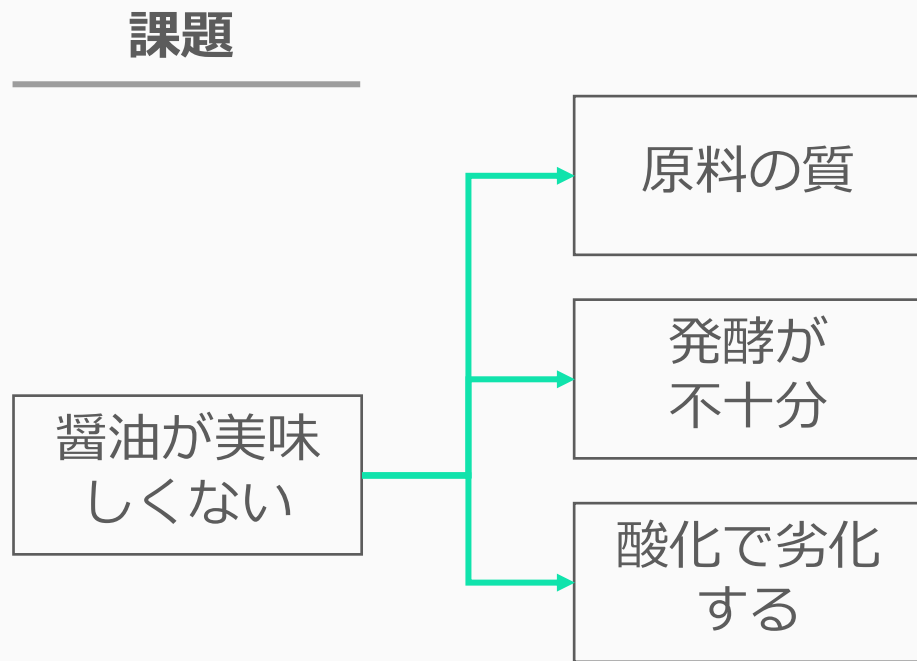 課題
原料の質
発酵が
不十分
醤油が美味
しくない
酸化で劣化
する